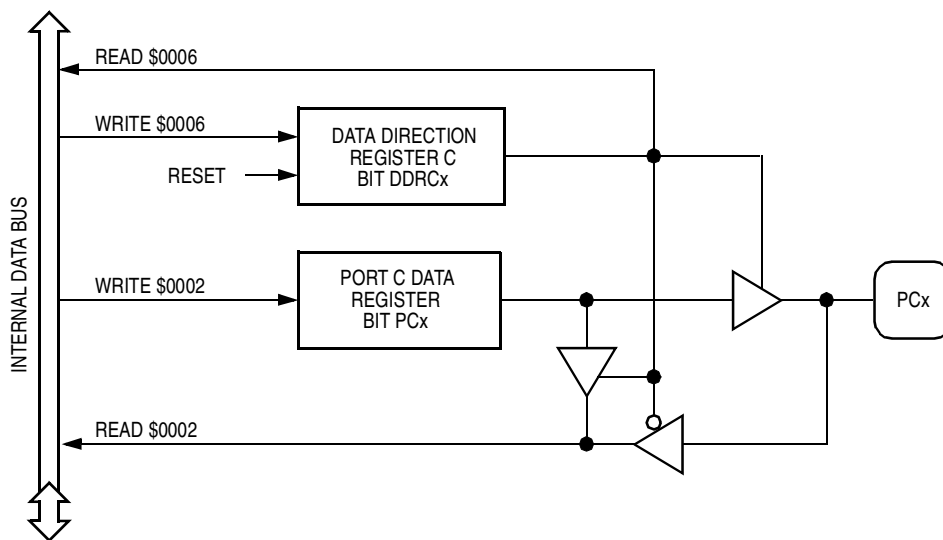 READ $0006
WRITE $0006
DATA DIRECTION
REGISTER C
BIT DDRCx
RESET
INTERNAL DATA BUS
WRITE $0002
PORT C DATA
REGISTER
BIT PCx
PCx
READ $0002